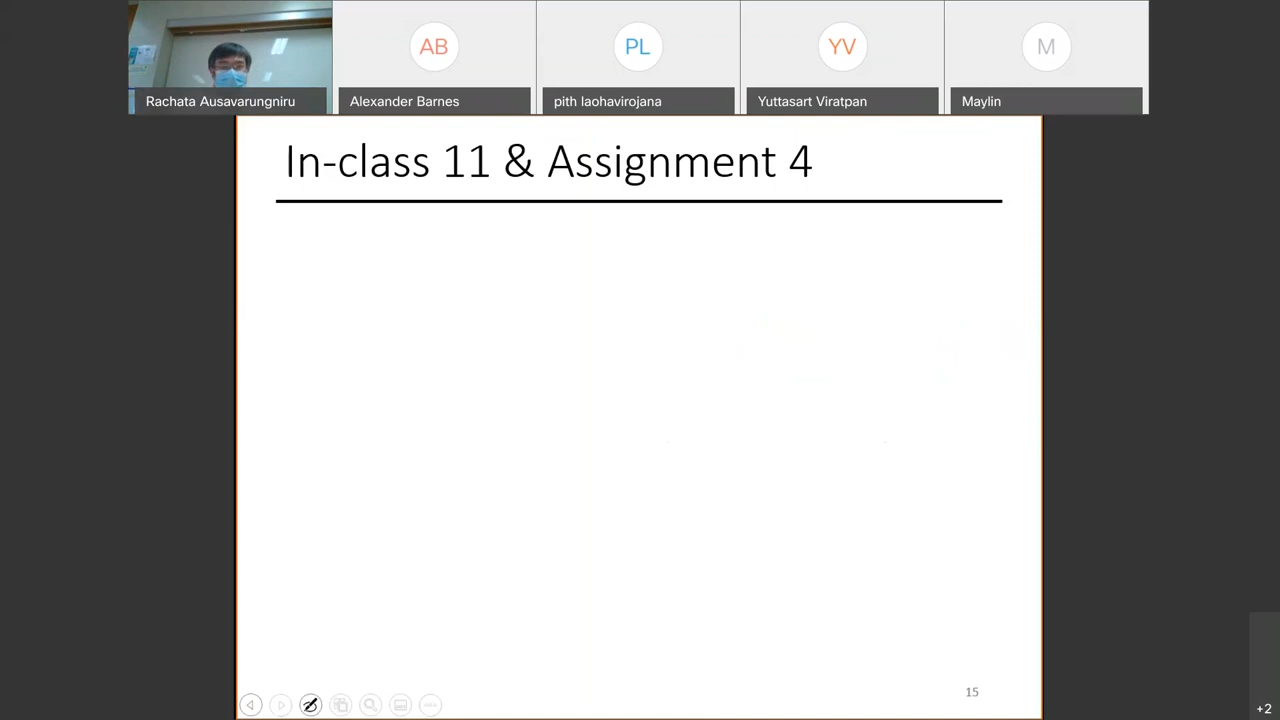 AB
PL
YV
M
Rachata Ausavarungniru
Alexander Barnes
pith laohavirojana
Yuttasart Viratpan
Maylin
In-class 11 & Assignment 4
15
+2